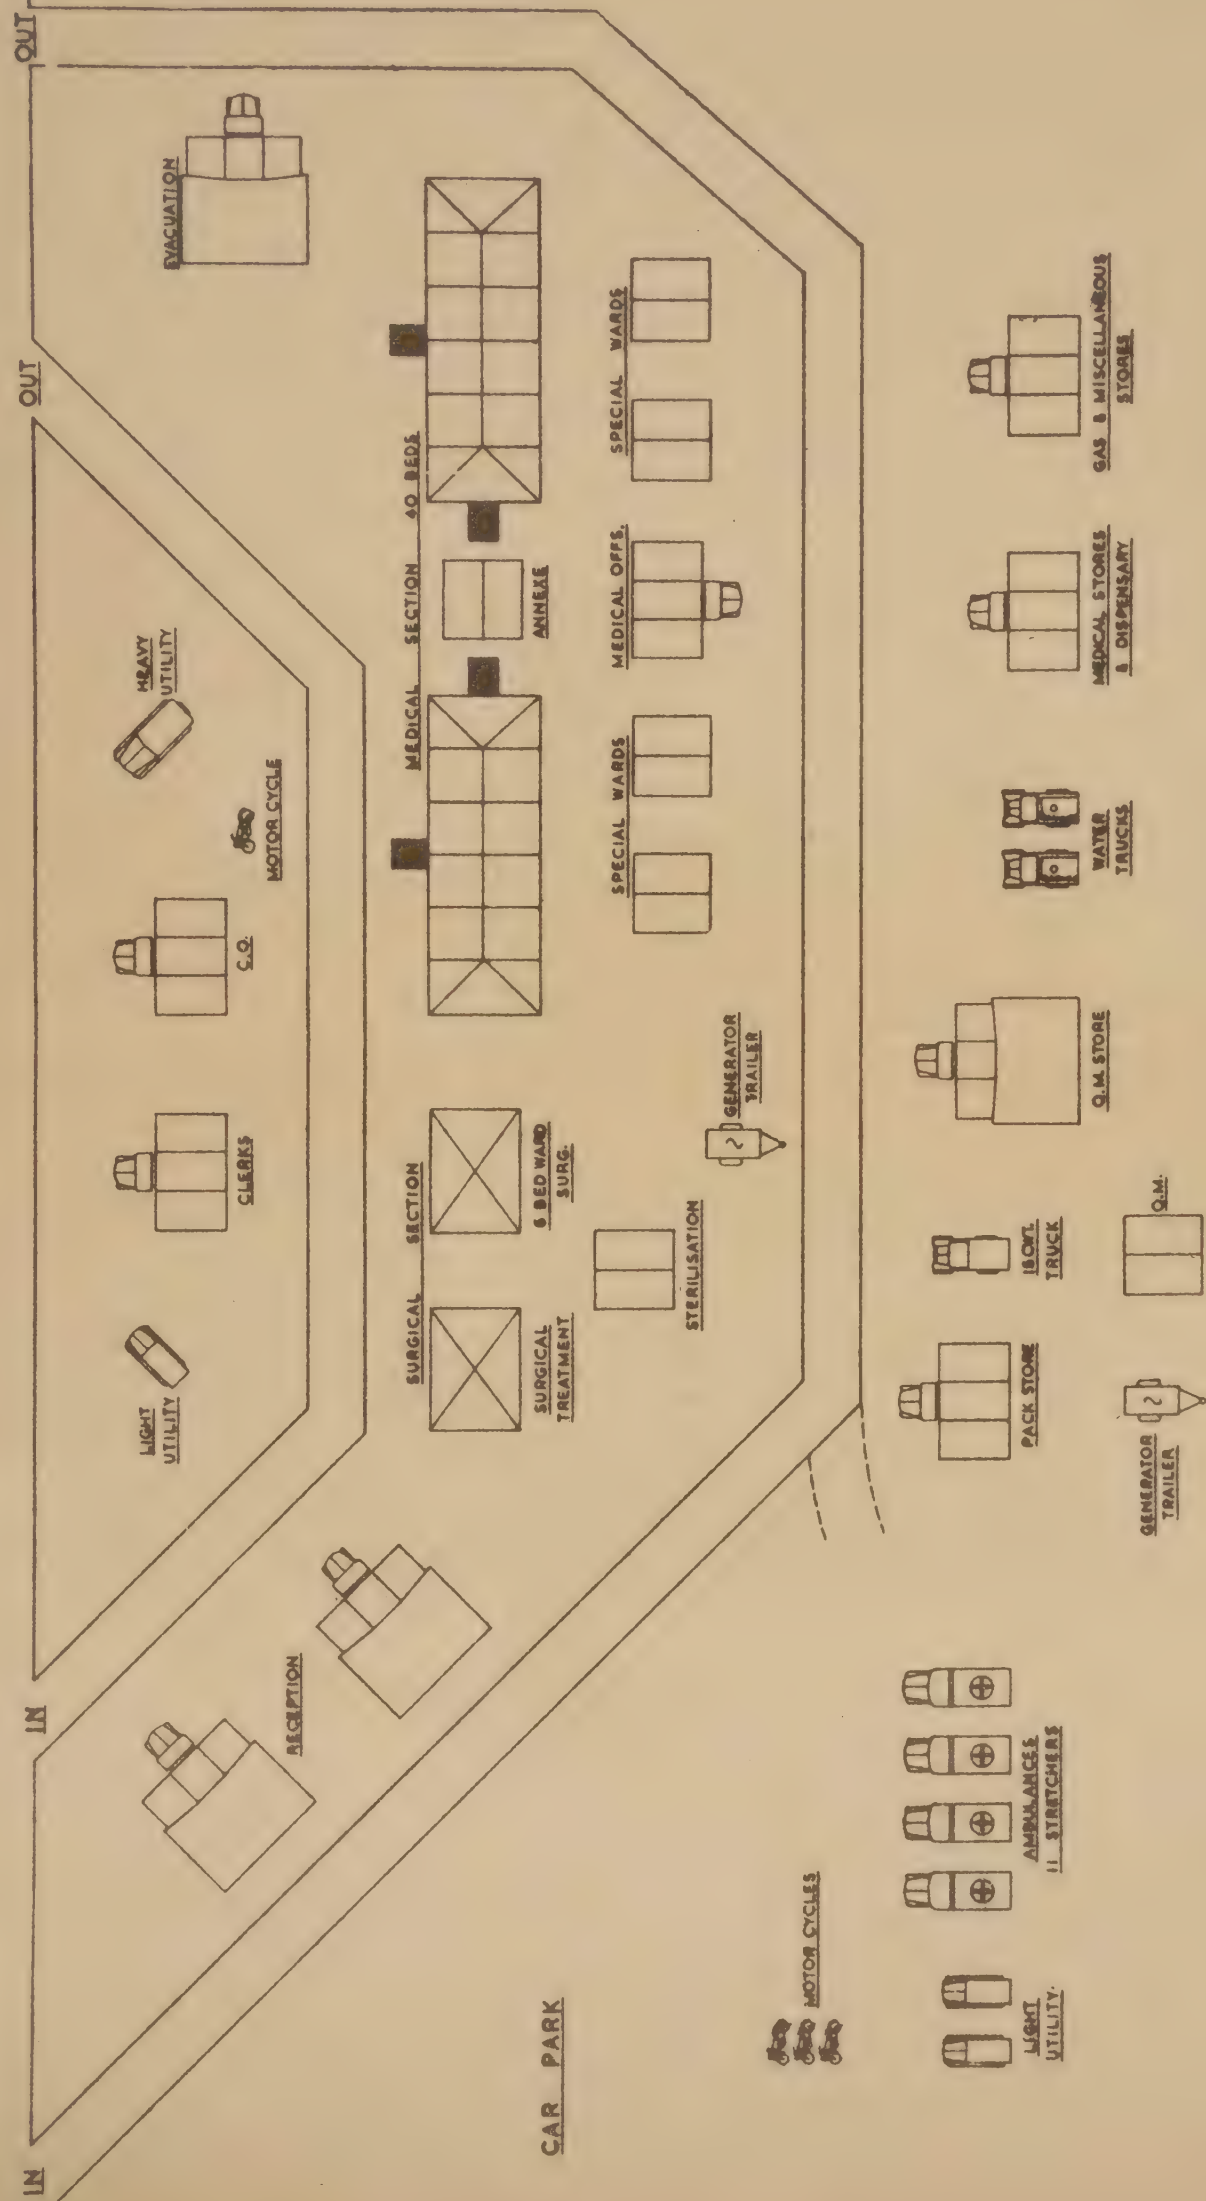 IN
IN
OUT
OUT
LIGHT
UTILITY
CLERKS
C.O.
MOTOR CYCLE
HEAVY
UTILITY
EVACUATION
RECEPTION
SURGICAL SECTION
MEDICAL SECTION 40 BEDS
SURGICAL
TREATMENT
6 BED WARD
SURG.
ANNEXE
CAR PARK
STERILISATION
GENERATOR
TRAILER
SPECIAL WARDS
MEDICAL OFFS.
SPECIAL WARDS
MOTOR CYCLES
LIGHT
UTILITY.
AMBULANCES
11 STRETCHERS
PACK STORE
15CWT.
TRUCK
Q.M. STORE
WATER
TRUCKS
MEDICAL STORES
& DISPENSARY
GAS & MISCELLANEOUS
STORES
GENERATOR
TRAILER
Q.M.